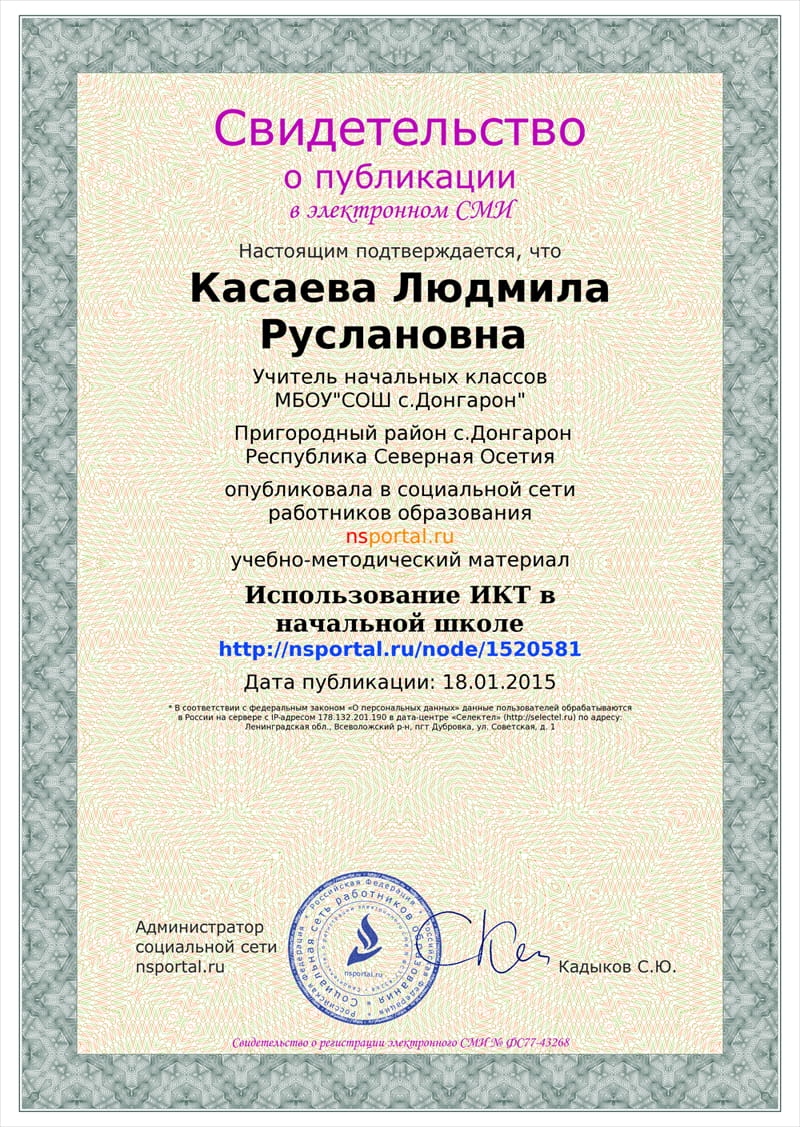 Свидетельство
о публикации
в электронном СМИ
Настоящим подтверждается, что
Касаева Людмила
Руслановна
Учитель начальных классов
МБОУ"СОШ с.Донгарон"
Пригородный район с.Донгарон
Республика Северная Осетия
опубликовала в социальной сети
работников образования
nsportal.ru
учебно-методический материал
Использование ИКТ в
начальной школе
http://nsportal.ru/node/1520581
Дата публикации: 18.01.2015
* В соответствии с федеральным законом «О персональных данных» данные пользователей обрабатываются
в России на сервере с IP-адресом 178.132.201.190 в дата-центре «Селектел» (http://selectel.ru) по адресу:
Ленинградская обл., Всеволожский р-н, пгт Дубровка, ул. Советская, д. 1
Администратор
социальной сети
nsportal.ru
Российская Федерация * Российская Федерация * Российская Федерация *
Социальная сеть работников образования
nsportal.ru
Кадыков С.Ю.
Свидетельство о регистрации электронного СМИ № ФС77-43268